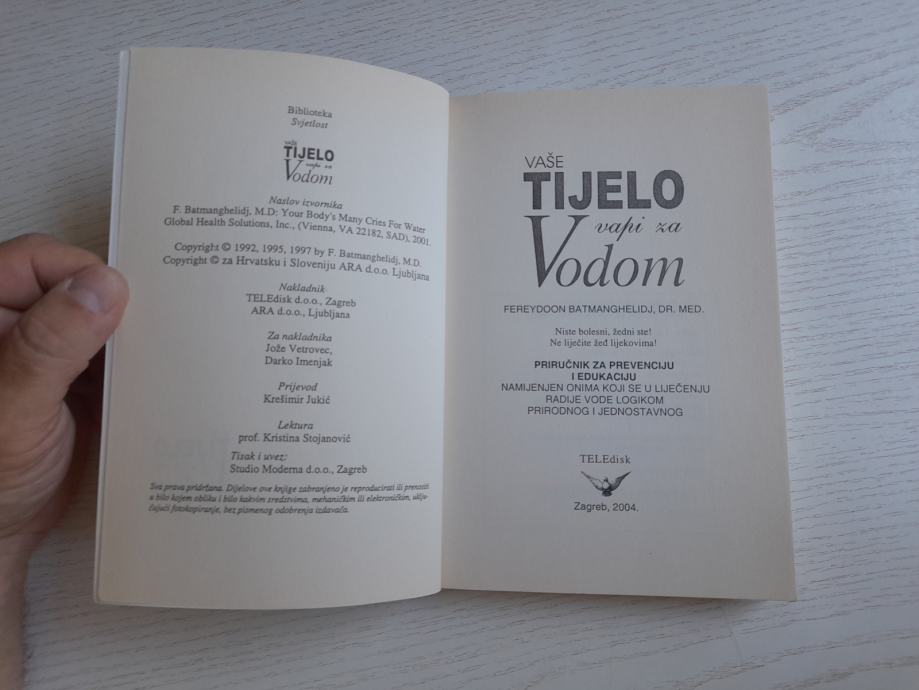 Biblioteka
Svjetlost
VAŠE
TIJELO
vapi za
Vodom
Naslov izvornika
F. Batmanghelidj, M.D: Your Body's Many Cries For Water
Global Health Solutions, Inc., (Vienna, VA 22182, SAD), 2001.
Copyright © 1992, 1995, 1997 by F. Batmanghelidj, M.D.
Copyright © za Hrvatsku i Sloveniju ARA d.o.o. Ljubljana
Nakladnik
TELEdisk d.o.o., Zagreb
ARA d.o.o., Ljubljana
Za nakladnika
Jože Vetrovec,
Darko Imenjak
Prijevod
Krešimir Jukić
Lektura
prof. Kristina Stojanović
Tisak i uvez:
Studio Moderna d.o.o., Zagreb
Sva prava pridržana. Dijelove ove knjige zabranjeno je reproducirati ili prenositi
u bilo kojem obliku i bilo kakvim sredstvima, mehaničkim ili elektroničkim, uklju-
čujući fotokopiranje, bez pismenog odobrenja izdavača.
VAŠE
TIJELO
vapi za
Vodom
FEREYDOON BATMANGHELIDJ, DR. MED.
Niste bolesni, žedni ste!
Ne liječite žeđ lijekovima!
PRIRUČNIK ZA PREVENCIJU
I EDUKACIJU
NAMIJENJEN ONIMA KOJI SE U LIJEČENJU
RADIJE VODE LOGIKOM
PRIRODNOG I JEDNOSTAVNOG
TELEdisk
Zagreb, 2004.